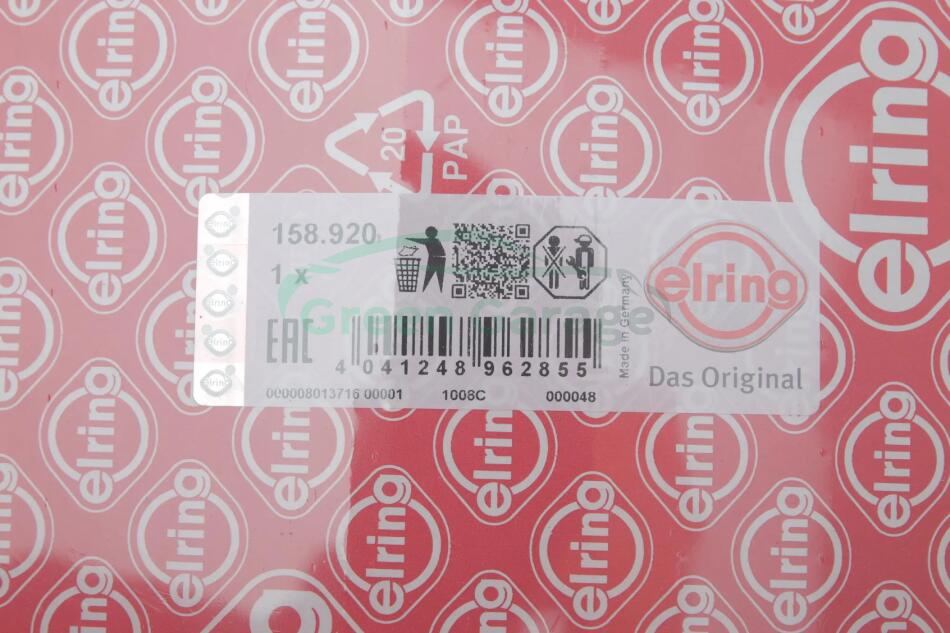 elring
20
PAP
158.920
1 x
EAC
Green Garage
4 041248 962855
Made in Germany
elring
Das Original
000008013716 00001 1008C 000048